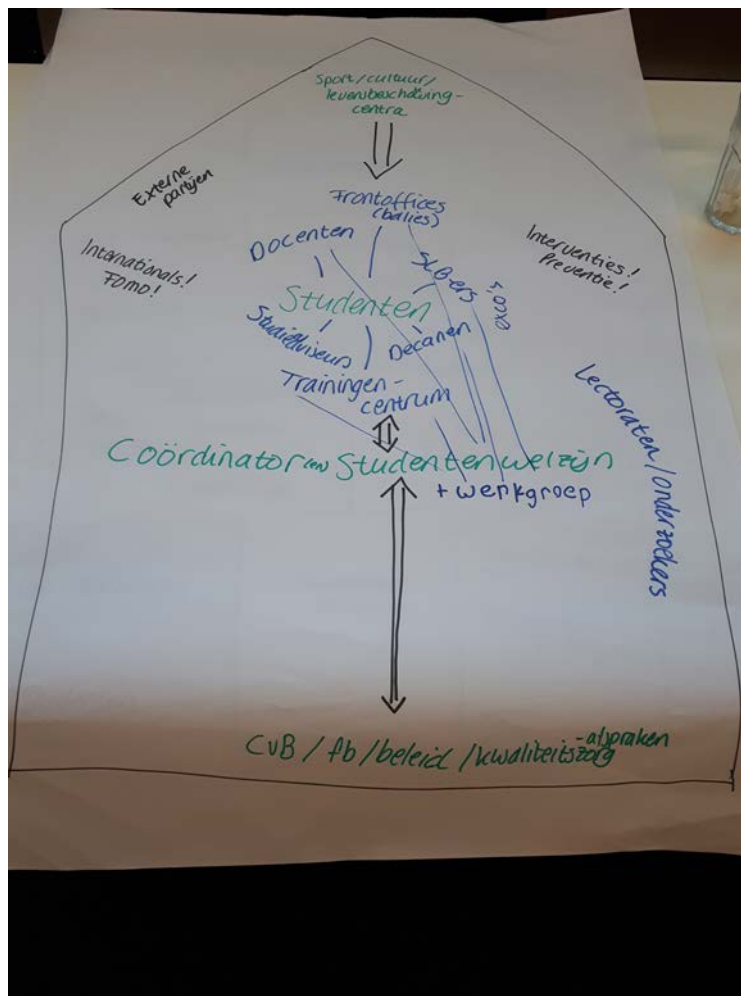 Sport/cultuur/
levensbeschouwing-
centra
Externe
partijen
Frontoffices
(balies)
Docenten
SLB-ers
Interventies!
Preventie!
Internationals!
Fomo!
Studenten
Studieadviseurs
Decanen
Trainingen-
centrum
Lectoraten/onderzoekers
Coördinator Studentenwelzijn
+ werkgroep
CvB / fb / beleid / kwaliteitszorg
-afspraken